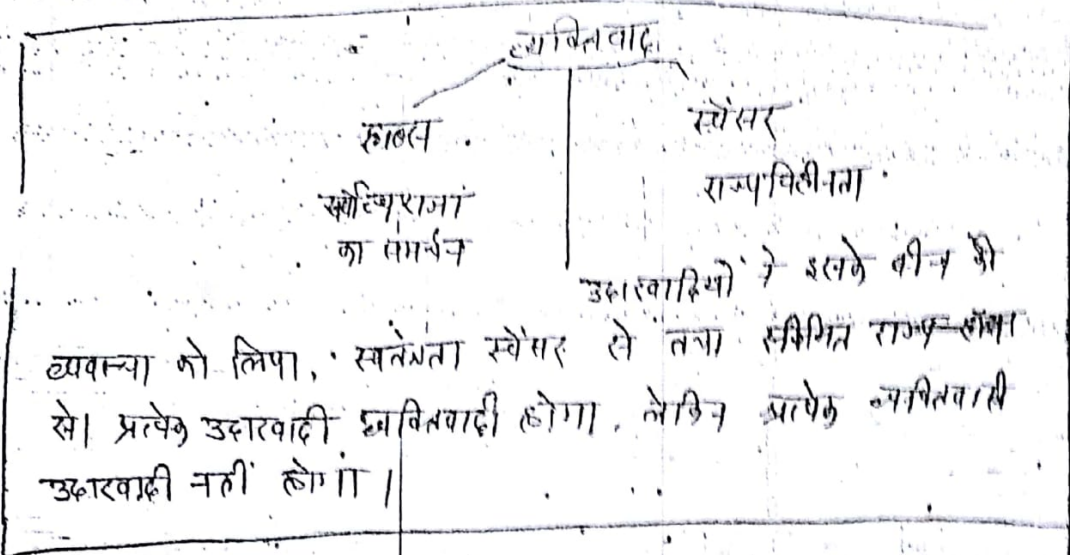 व्यक्तिवाद
हाब्स
स्पेंसर
सर्वोच्च राजा
का समर्थन
राज्यविलीनता
उदारवादियों ने इसके बीच की
व्यवस्था को लिया, स्वतंत्रता स्पेंसर से तथा सीमित राज्य हॉब्स
से। प्रत्येक उदारवादी व्यक्तिवादी होगा, लेकिन प्रत्येक व्यक्तिवादी
उदारवादी नहीं होगा।